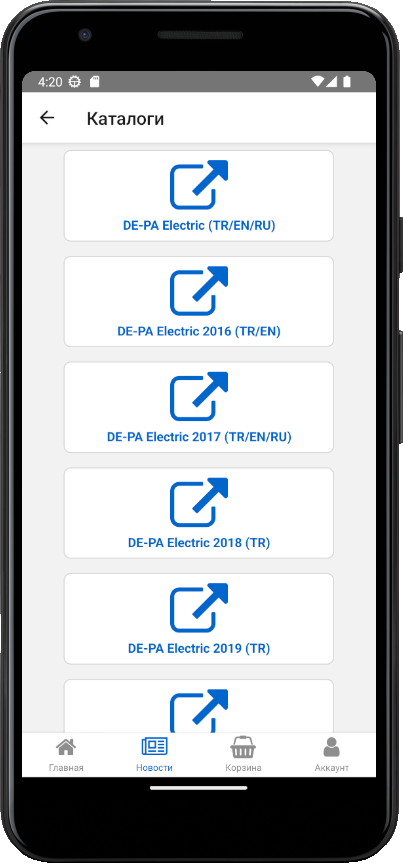 4:20
Каталоги
DE-PA Electric (TR/EN/RU)
DE-PA Electric 2016 (TR/EN)
DE-PA Electric 2017 (TR/EN/RU)
DE-PA Electric 2018 (TR)
DE-PA Electric 2019 (TR)
Главная Новости Корзина Аккаунт